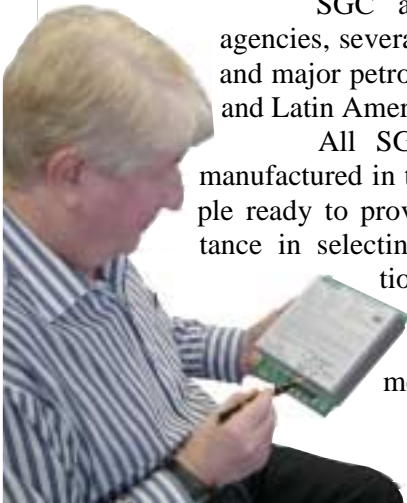 SGC a
agencies, severa
and major petro
and Latin Amer
All SG
manufactured in t
ple ready to prov
tance in selectin
tio
m